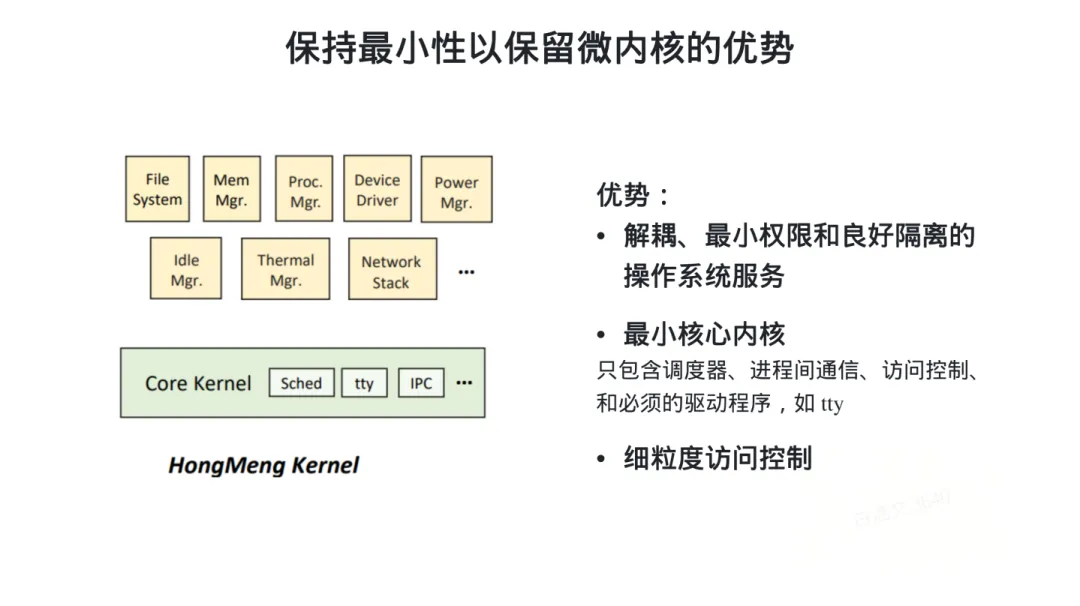 保持最小性以保留微内核的优势
File
System
Mem
Mgr.
Proc.
Mgr.
Device
Driver
Power
Mgr.
Idle
Mgr.
Thermal
Mgr.
Network
Stack
...
Core Kernel
Sched
tty
IPC
...
HongMeng Kernel
优势：
• 解耦、最小权限和良好隔离的
操作系统服务
• 最小核心内核
只包含调度器、进程间通信、访问控制、
和必须的驱动程序，如 tty
• 细粒度访问控制